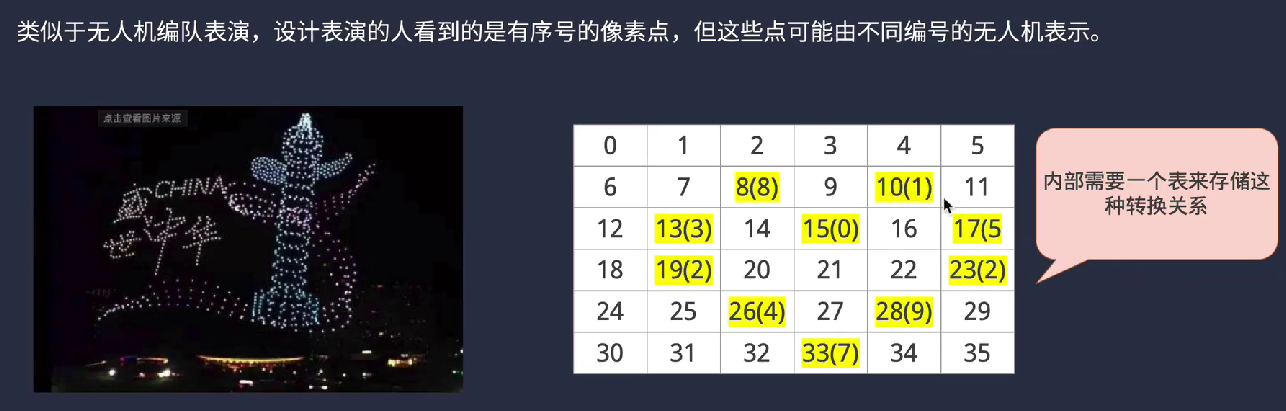 类似于无人机编队表演，设计表演的人看到的是有序号的像素点，但这些点可能由不同编号的无人机表示。
点击查看图片来源
CHINA
盛世中华
0 1 2 3 4 5
6 7 8(8) 9 10(1) 11
12 13(3) 14 15(0) 16 17(5
18 19(2) 20 21 22 23(2)
24 25 26(4) 27 28(9) 29
30 31 32 33(7) 34 35
内部需要一个表来存储这
种转换关系